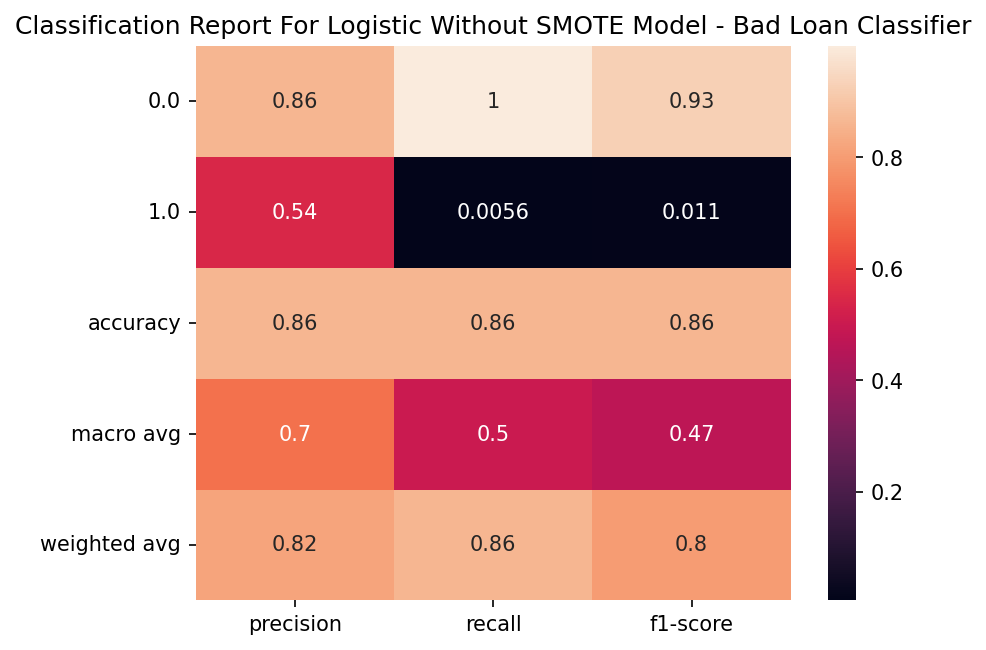 Classification Report For Logistic Without SMOTE Model - Bad Loan Classifier
0.0 0.86 1 0.93
1.0 0.54 0.0056 0.011
accuracy 0.86 0.86 0.86
macro avg 0.7 0.5 0.47
weighted avg 0.82 0.86 0.8
precision recall f1-score
0.8
0.6
0.4
0.2